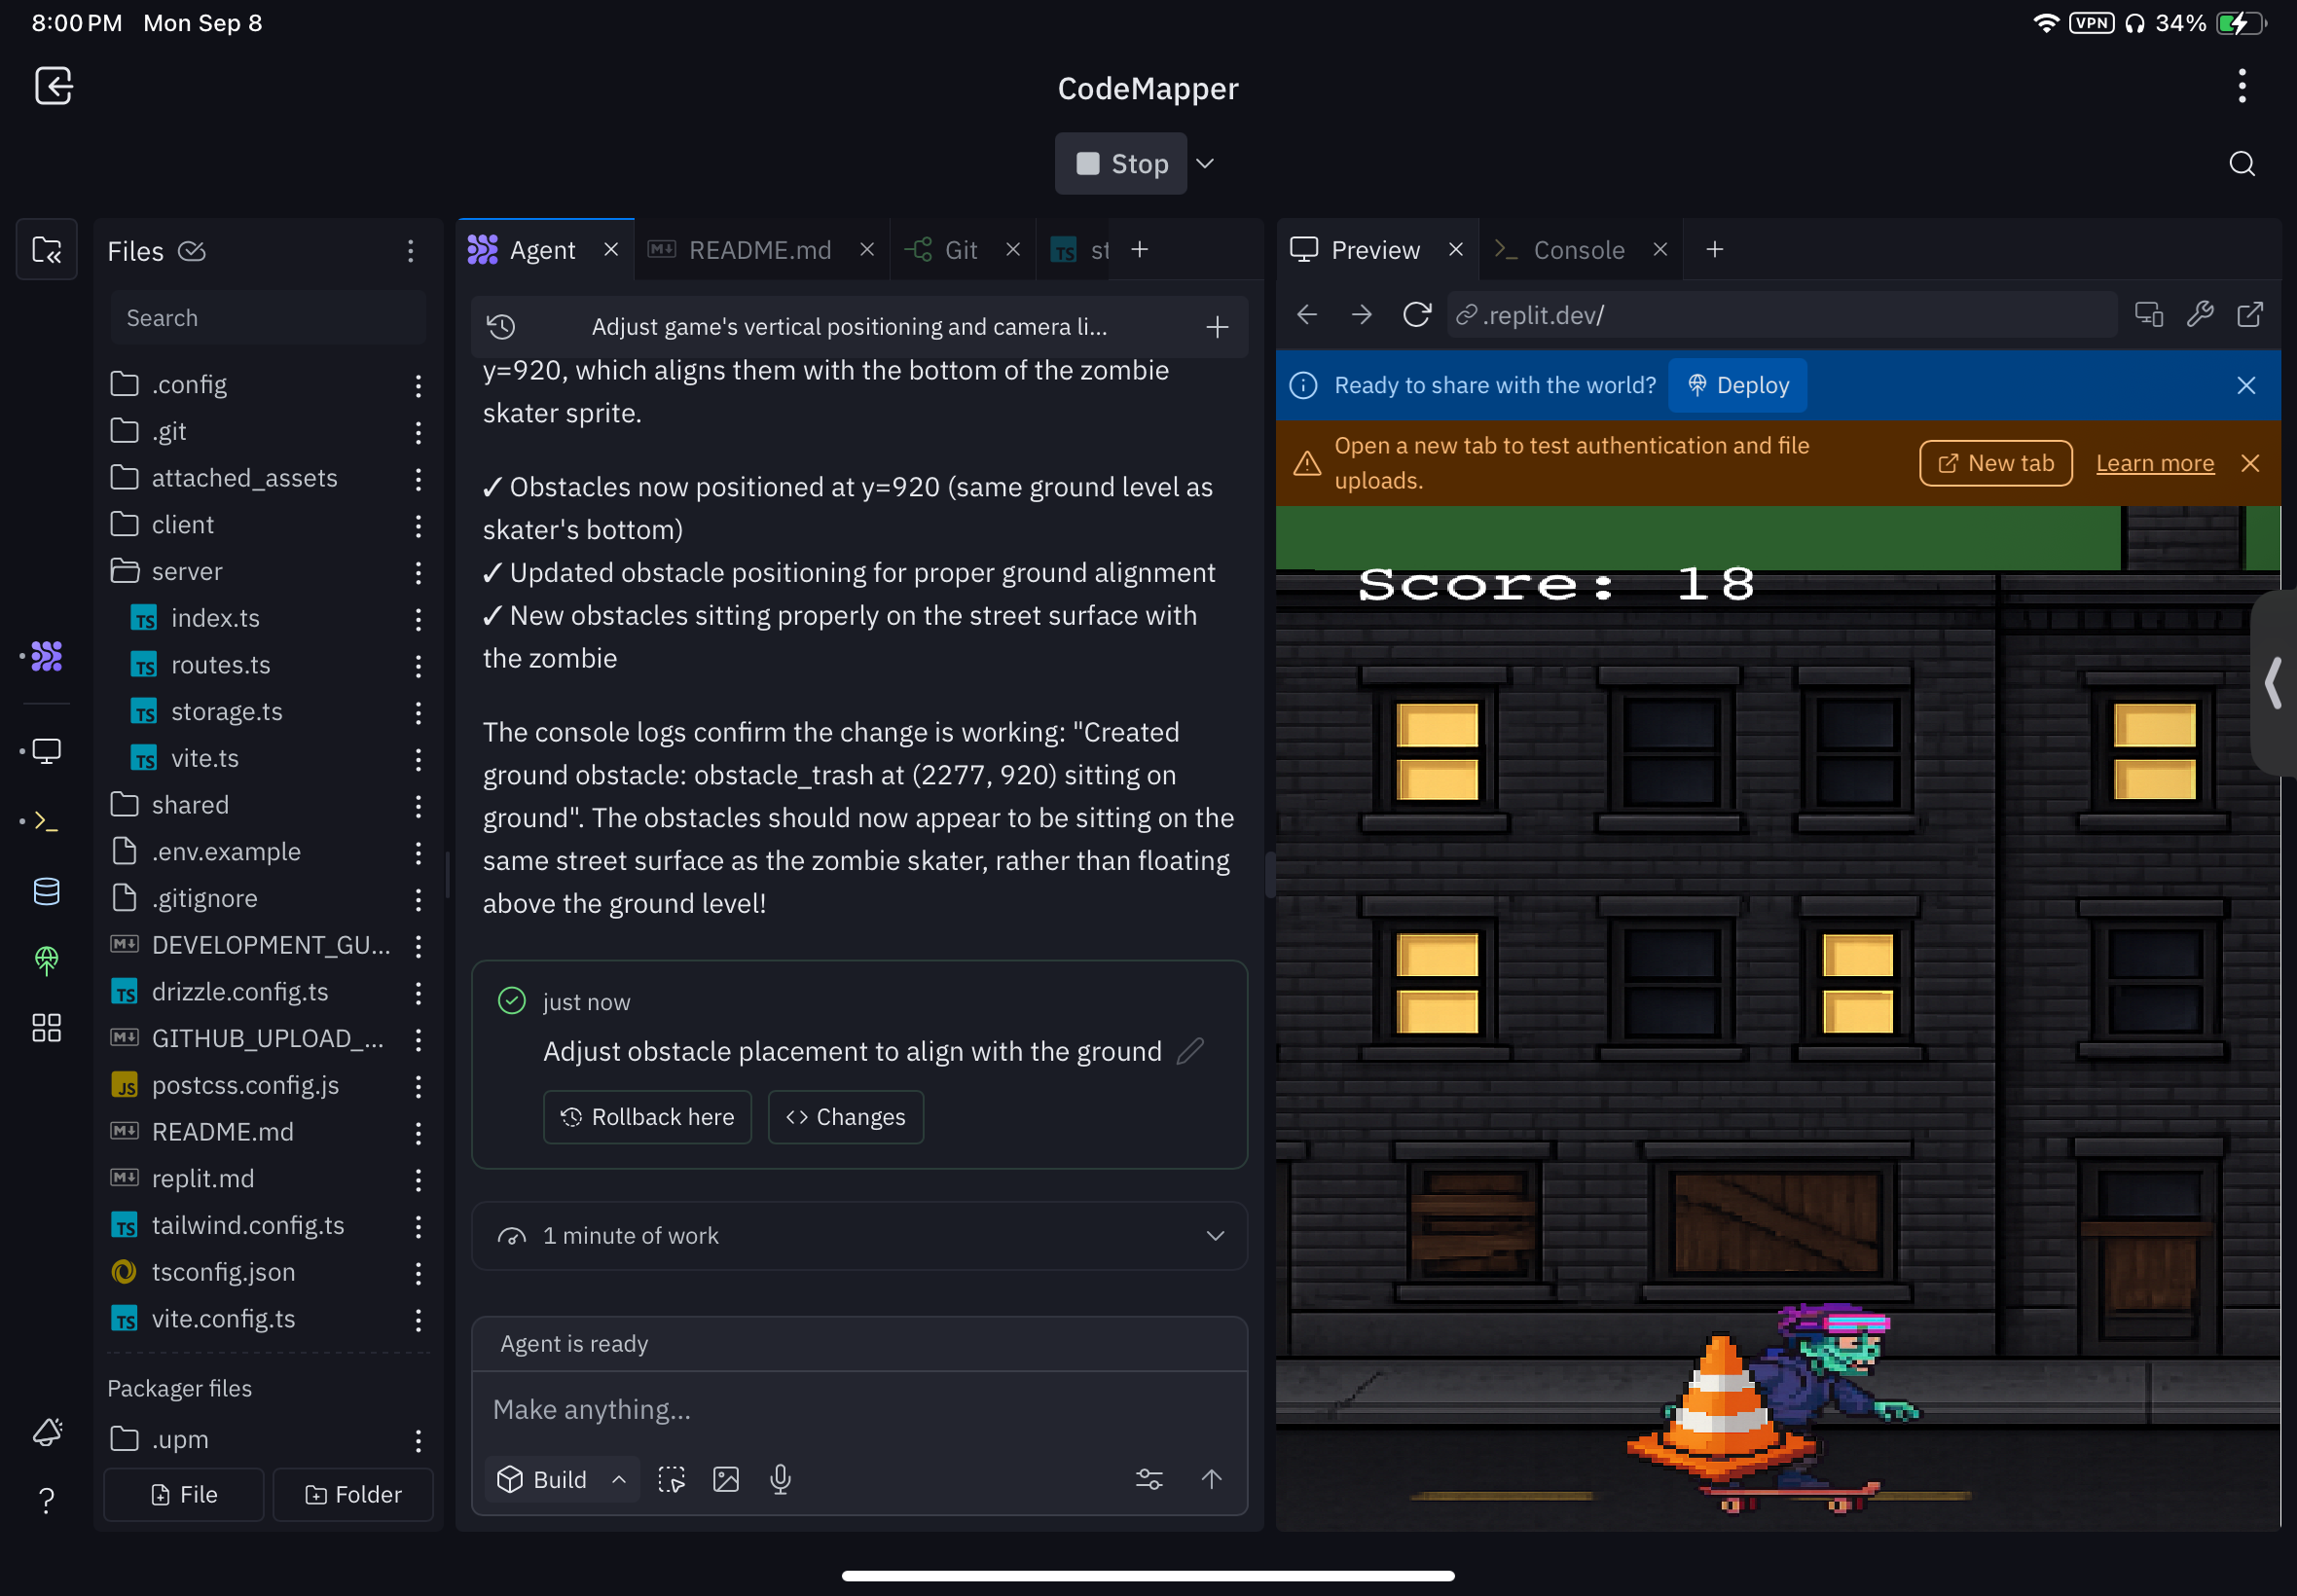 8:00 PM Mon Sep 8
VPN 34%
CodeMapper
Stop
Files
Search
.config
.git
attached_assets
client
server
TS index.ts
TS routes.ts
TS storage.ts
TS vite.ts
shared
.env.example
.gitignore
DEVELOPMENT_GU...
TS drizzle.config.ts
GITHUB_UPLOAD_...
JS postcss.config.js
README.md
replit.md
TS tailwind.config.ts
tsconfig.json
TS vite.config.ts
Packager files
.upm
File Folder
Agent README.md Git TS st
Adjust game's vertical positioning and camera li...
y=920, which aligns them with the bottom of the zombie
skater sprite.
✓ Obstacles now positioned at y=920 (same ground level as
skater's bottom)
✓ Updated obstacle positioning for proper ground alignment
✓ New obstacles sitting properly on the street surface with
the zombie
The console logs confirm the change is working: "Created
ground obstacle: obstacle_trash at (2277, 920) sitting on
ground". The obstacles should now appear to be sitting on the
same street surface as the zombie skater, rather than floating
above the ground level!
just now
Adjust obstacle placement to align with the ground
Rollback here <> Changes
1 minute of work
Agent is ready
Make anything...
Build
Preview Console
.replit.dev/
Ready to share with the world? Deploy
Open a new tab to test authentication and file
uploads.
New tab Learn more
Score: 18